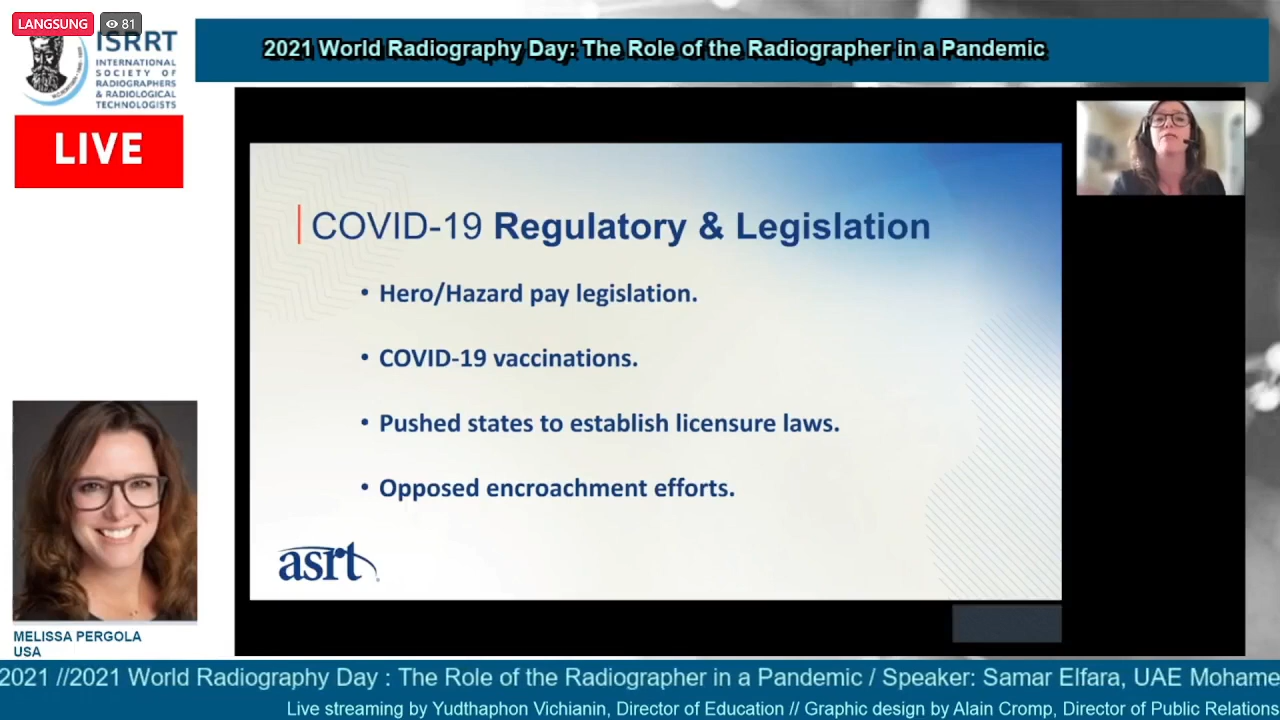 LANGSUNG 81
ISRRT
INTERNATIONAL
SOCIETY OF
RADIOGRAPHERS
& RADIOLOGICAL
TECHNOLOGISTS
2021 World Radiography Day: The Role of the Radiographer in a Pandemic
LIVE
COVID-19 Regulatory & Legislation
• Hero/Hazard pay legislation.
• COVID-19 vaccinations.
• Pushed states to establish licensure laws.
• Opposed encroachment efforts.
asrt
MELISSA PERGOLA
USA
2021 //2021 World Radiography Day : The Role of the Radiographer in a Pandemic / Speaker: Samar Elfara, UAE Mohame
Live streaming by Yudthaphon Vichianin, Director of Education // Graphic design by Alain Cromp, Director of Public Relations